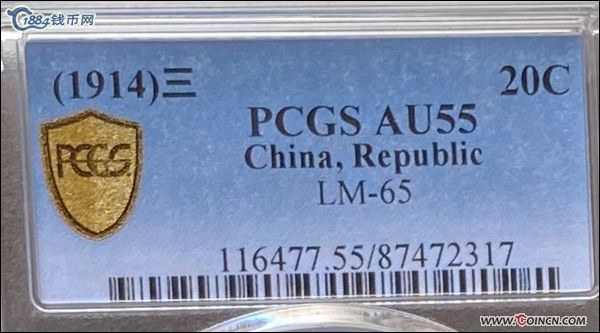 1884钱币网
(1914)三 20C
PCGS AU55
PCGS
China, Republic
LM-65
116477.55/87472317
www.COINCN.COM